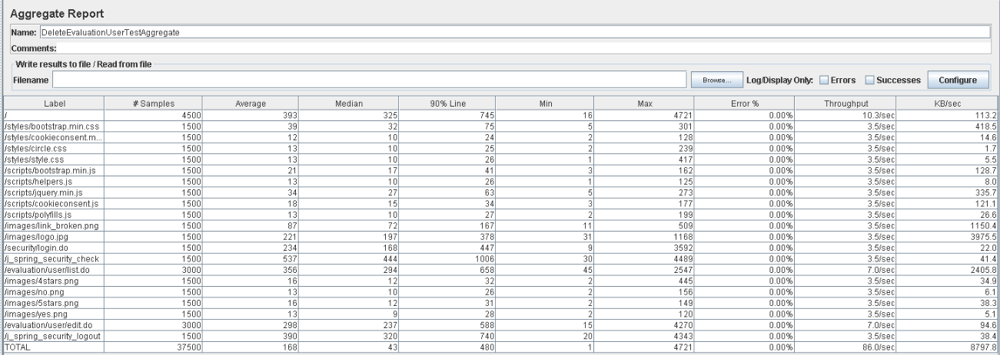 Aggregate Report
Name: DeleteEvaluationUserTestAggregate
Comments:
Write results to file / Read from file
Filename Browse... Log/Display Only: Errors Successes Configure
Label # Samples Average Median 90% Line Min Max Error % Throughput KB/sec
/ 4500 393 325 745 16 4721 0.00% 10.3/sec 113.2
/styles/bootstrap.min.css 1500 39 32 75 5 301 0.00% 3.5/sec 418.5
/styles/cookieconsent.m... 1500 12 10 24 2 128 0.00% 3.5/sec 14.6
/styles/circle.css 1500 13 10 25 2 239 0.00% 3.5/sec 1.7
/styles/style.css 1500 13 10 26 1 417 0.00% 3.5/sec 5.5
/scripts/bootstrap.min.js 1500 21 17 41 3 162 0.00% 3.5/sec 128.7
/scripts/helpers.js 1500 13 10 26 1 125 0.00% 3.5/sec 8.0
/scripts/jquery.min.js 1500 34 27 63 5 273 0.00% 3.5/sec 335.7
/scripts/cookieconsent.js 1500 18 15 34 3 177 0.00% 3.5/sec 121.1
/scripts/polyfills.js 1500 13 10 27 2 199 0.00% 3.5/sec 26.6
/images/link_broken.png 1500 87 72 167 11 509 0.00% 3.5/sec 1150.4
/images/logo.jpg 1500 221 197 378 31 1168 0.00% 3.5/sec 3975.5
/security/login.do 1500 234 168 447 9 3592 0.00% 3.5/sec 22.0
/j_spring_security_check 1500 537 444 1006 30 4489 0.00% 3.5/sec 41.4
/evaluation/user/list.do 3000 356 294 658 45 2547 0.00% 7.0/sec 2405.8
/images/4stars.png 1500 16 12 32 2 445 0.00% 3.5/sec 34.9
/images/no.png 1500 13 10 26 2 156 0.00% 3.5/sec 6.1
/images/5stars.png 1500 16 12 31 2 149 0.00% 3.5/sec 38.3
/images/yes.png 1500 13 9 28 2 120 0.00% 3.5/sec 5.1
/evaluation/user/edit.do 3000 298 237 588 15 4270 0.00% 7.0/sec 94.6
/j_spring_security_logout 1500 390 320 740 20 4343 0.00% 3.5/sec 38.4
TOTAL 37500 168 43 480 1 4721 0.00% 86.0/sec 8797.8